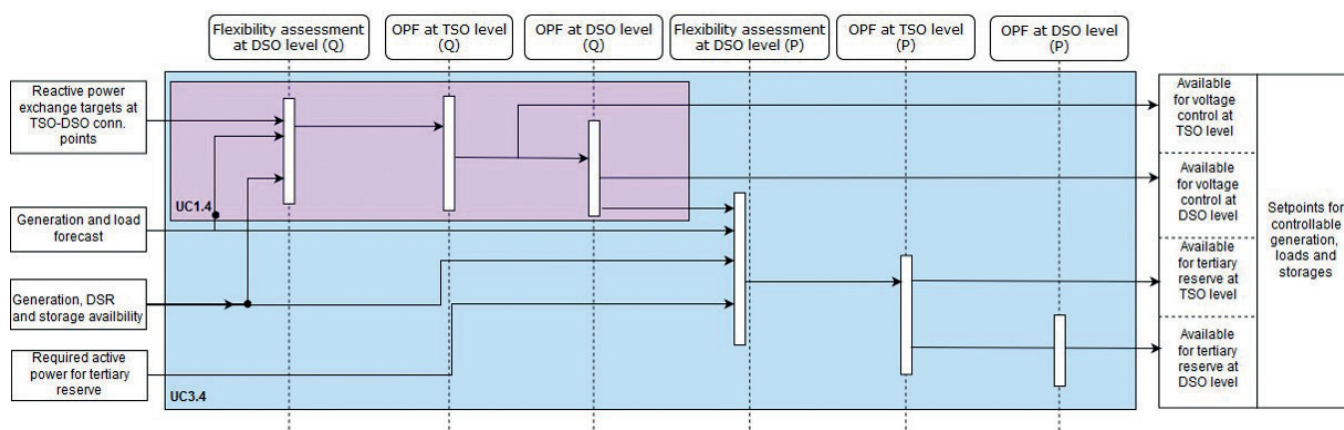 Flexibility assessment
at DSO level (Q)
OPF at TSO level
(Q)
OPF at DSO level
(Q)
Flexibility assessment
at DSO level (P)
OPF at TSO level
(P)
OPF at DSO level
(P)
Reactive power
exchange targets at
TSO-DSO conn.
points
Generation and load
forecast
Generation, DSR
and storage availbility
Required active
power for tertiary
reserve
UC1.4
UC3.4
Available
for voltage
control at
TSO level
Available
for voltage
control at
DSO level
Available
for tertiary
reserve at
TSO level
Available
for tertiary
reserve at
DSO level
Setpoints for
controllable
generation,
loads and
storages